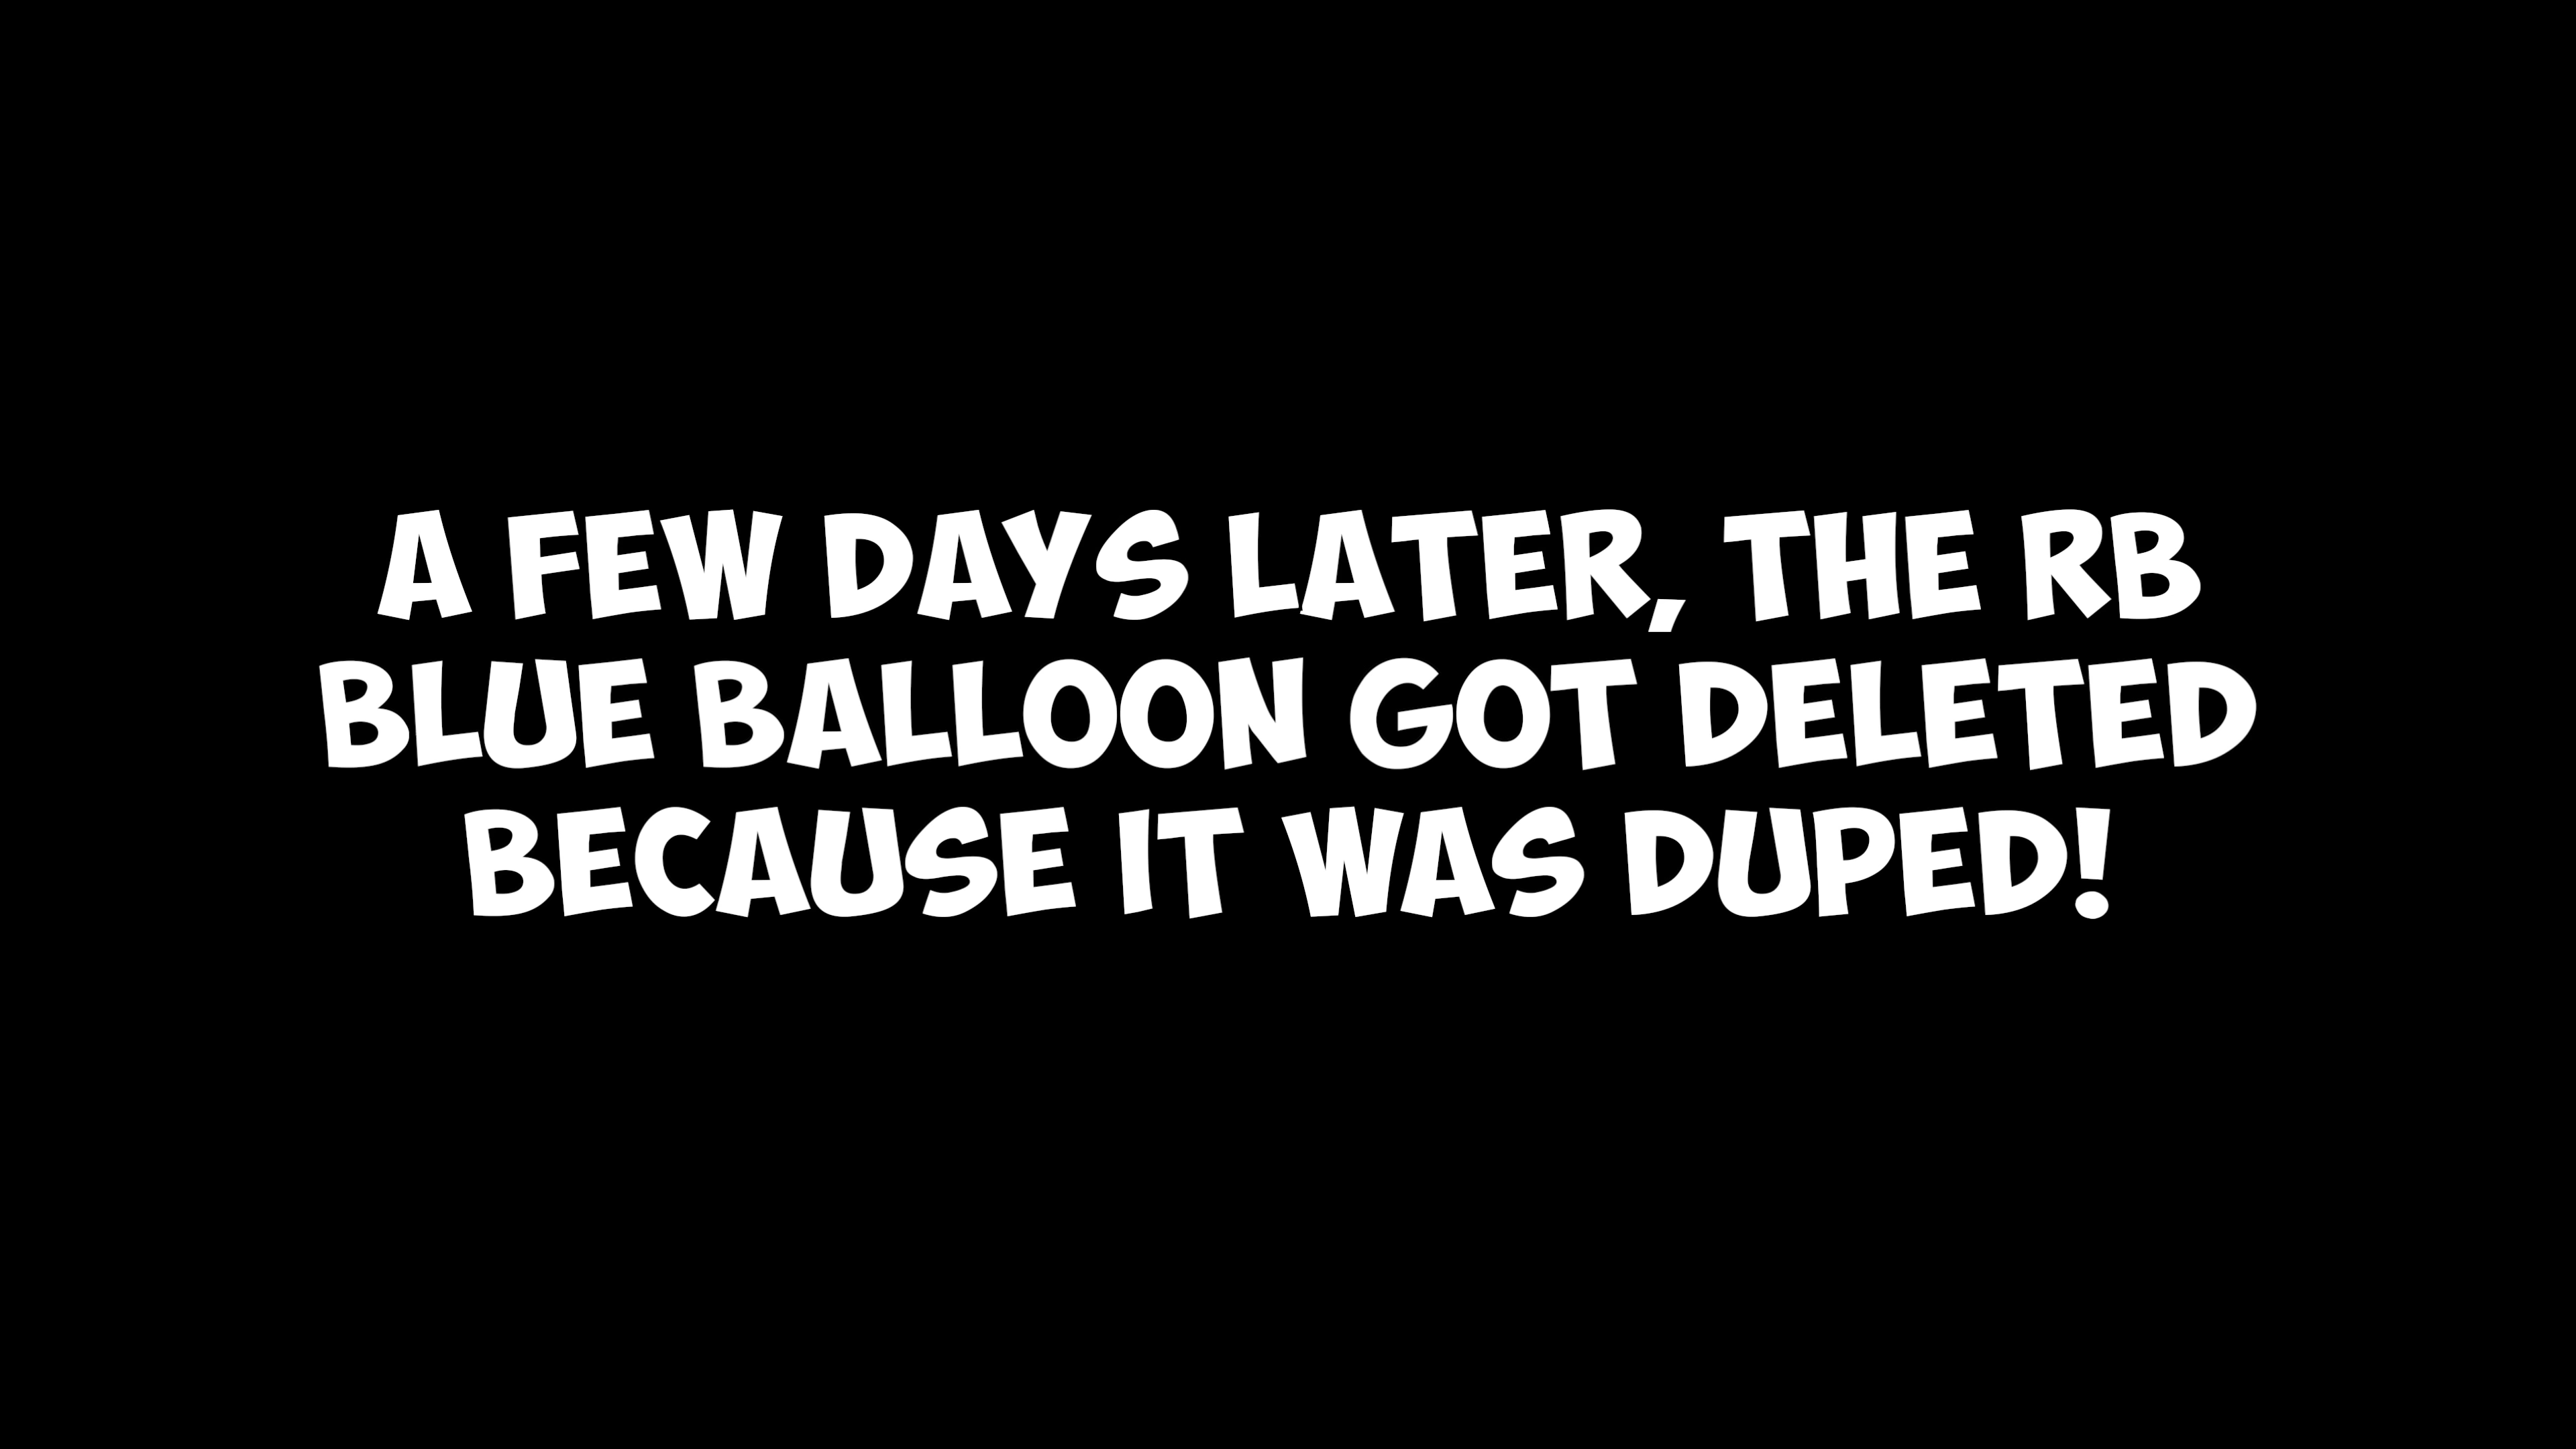 A FEW DAYS LATER, THE RB
BLUE BALLOON GOT DELETED
BECAUSE IT WAS DUPED!